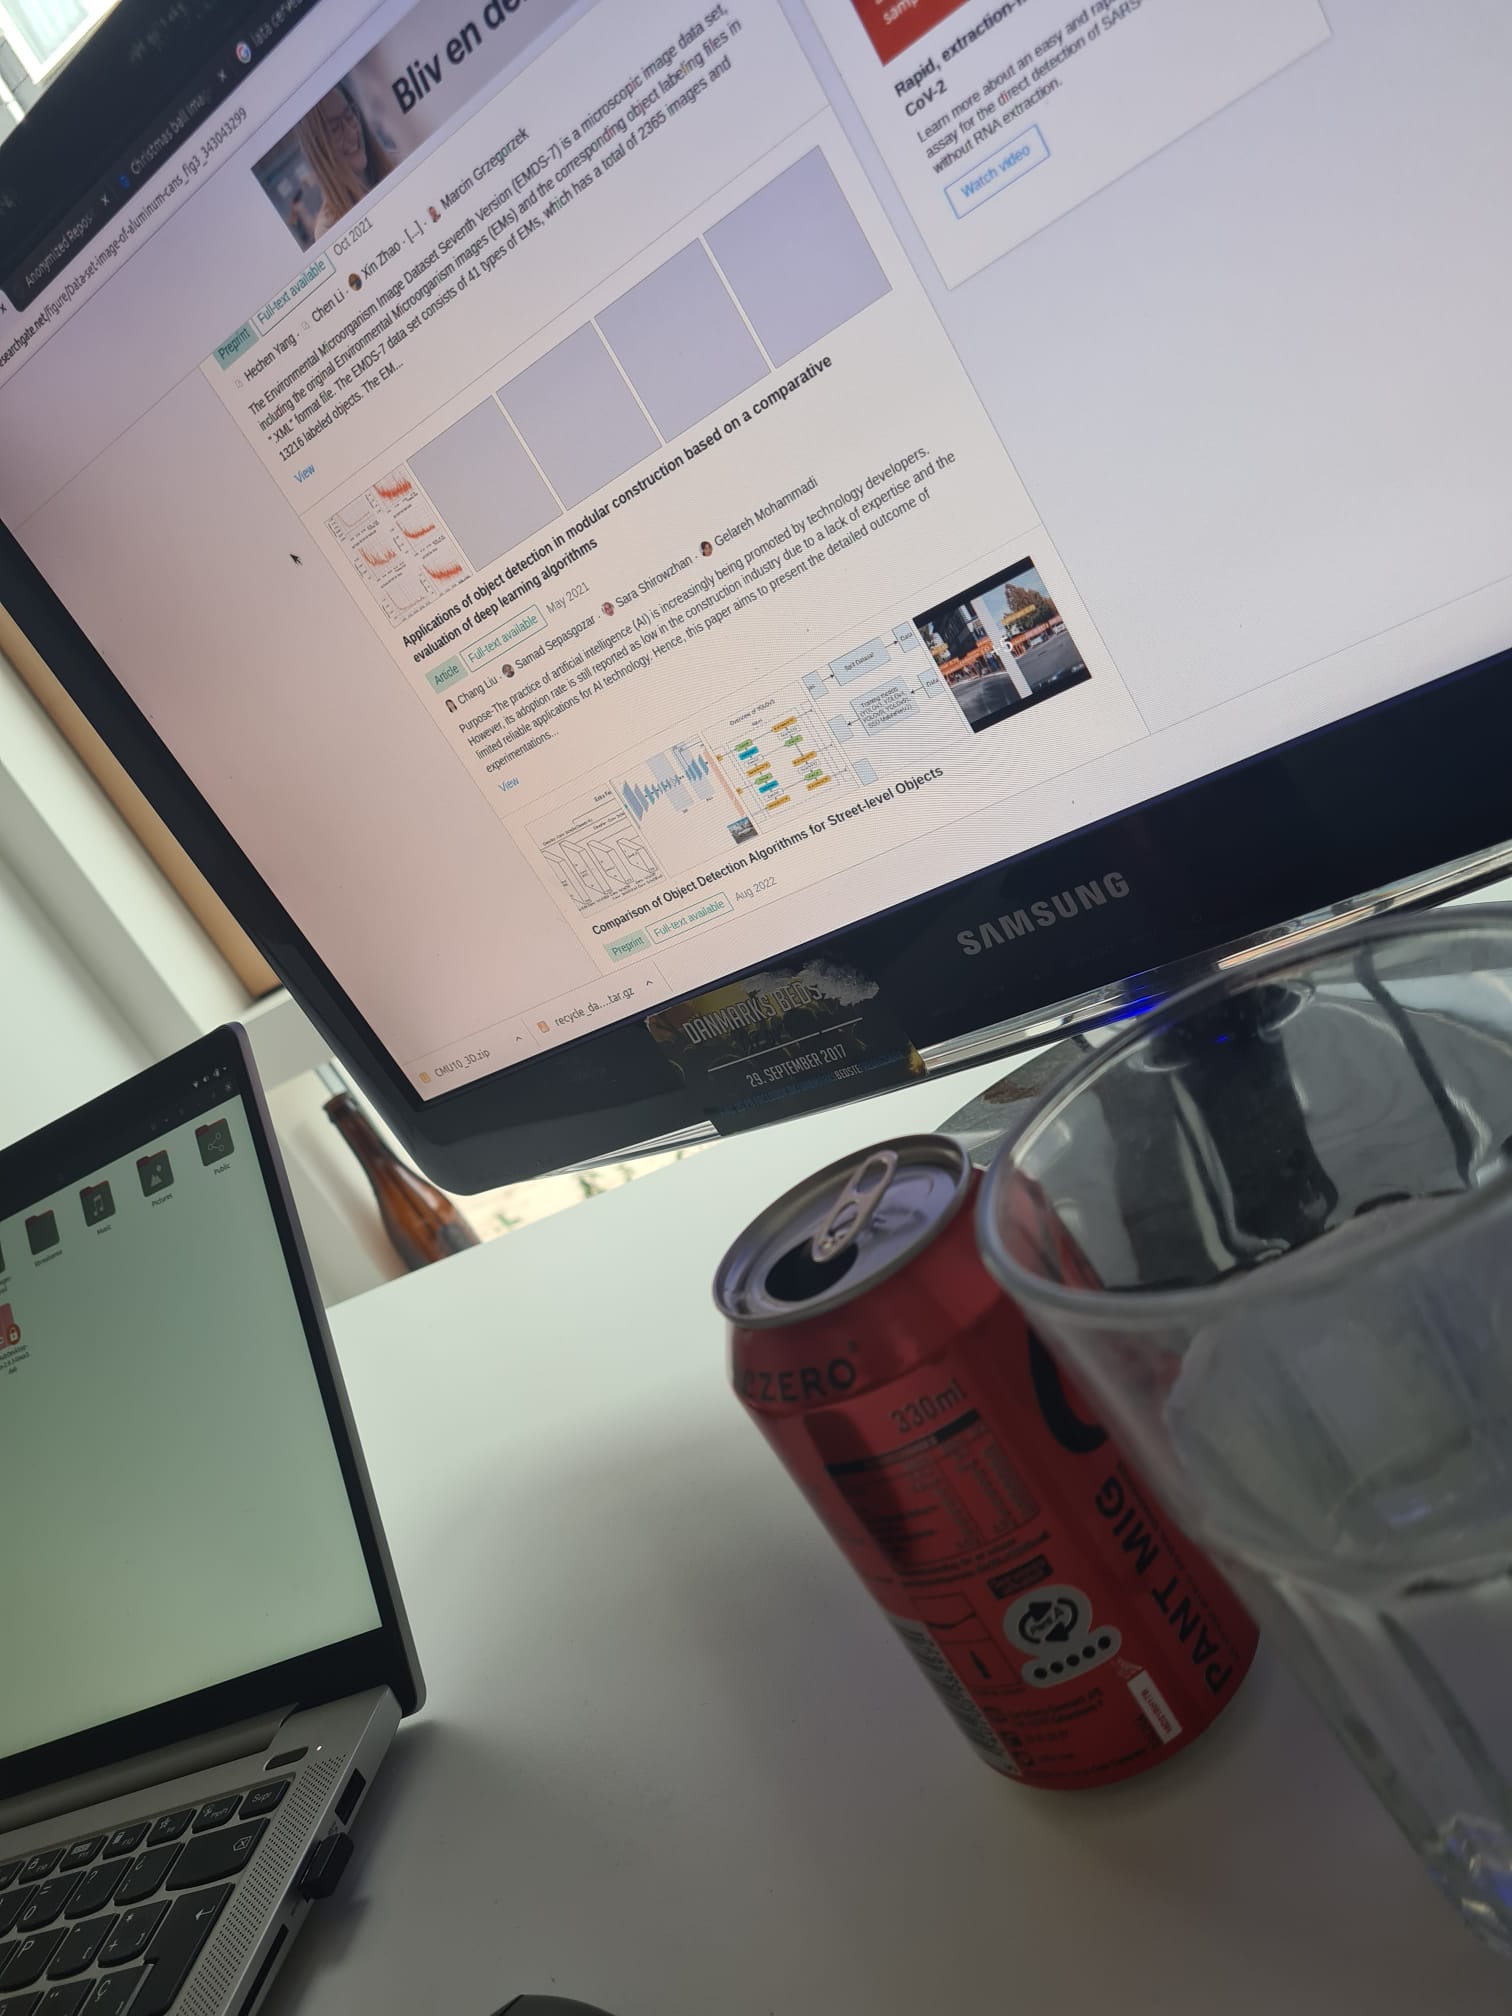 Anonymized Repos
Christmas ball ima
lata cerve
searchgate.net/figure/Data-set-image-of-aluminum-cans_fig3_343043299
Bliv en de
Preprint
Full-text available
Oct 2021
Hechen Yang · Chen Li · Xin Zhao · [...] · Marcin Grzegorzek
The Environmental Microorganism Image Dataset Seventh Version (EMDS-7) is a microscopic image data set,
including the original Environmental Microorganism images (EMs) and the corresponding object labeling files in
".XML" format file. The EMDS-7 data set consists of 41 types of EMs, which has a total of 2365 images and
13216 labeled objects. The EM...
View
Applications of object detection in modular construction based on a comparative
evaluation of deep learning algorithms
Article
Full-text available
May 2021
Chang Liu · Samad Sepasgozar · Sara Shirowzhan · Gelareh Mohammadi
Purpose-The practice of artificial intelligence (AI) is increasingly being promoted by technology developers.
However, its adoption rate is still reported as low in the construction industry due to a lack of expertise and the
limited reliable applications for AI technology. Hence, this paper aims to present the detailed outcome of
experimentations...
View
Overview of YOLOv5
Comparison of Object Detection Algorithms for Street-level Objects
Preprint
Full-text available
Aug 2022
samp
Rapid, extraction-
CoV-2
Learn more about an easy and rap
assay for the direct detection of SARS-
without RNA extraction.
Watch video
CMU10_3D.zip
recycle_da....tar.gz
SAMSUNG
DANMARKS BEDS
29. SEPTEMBER 2017
Music
Pictures
Public
eZERO
330ml
Pant A
PANT MIG
Supr
P